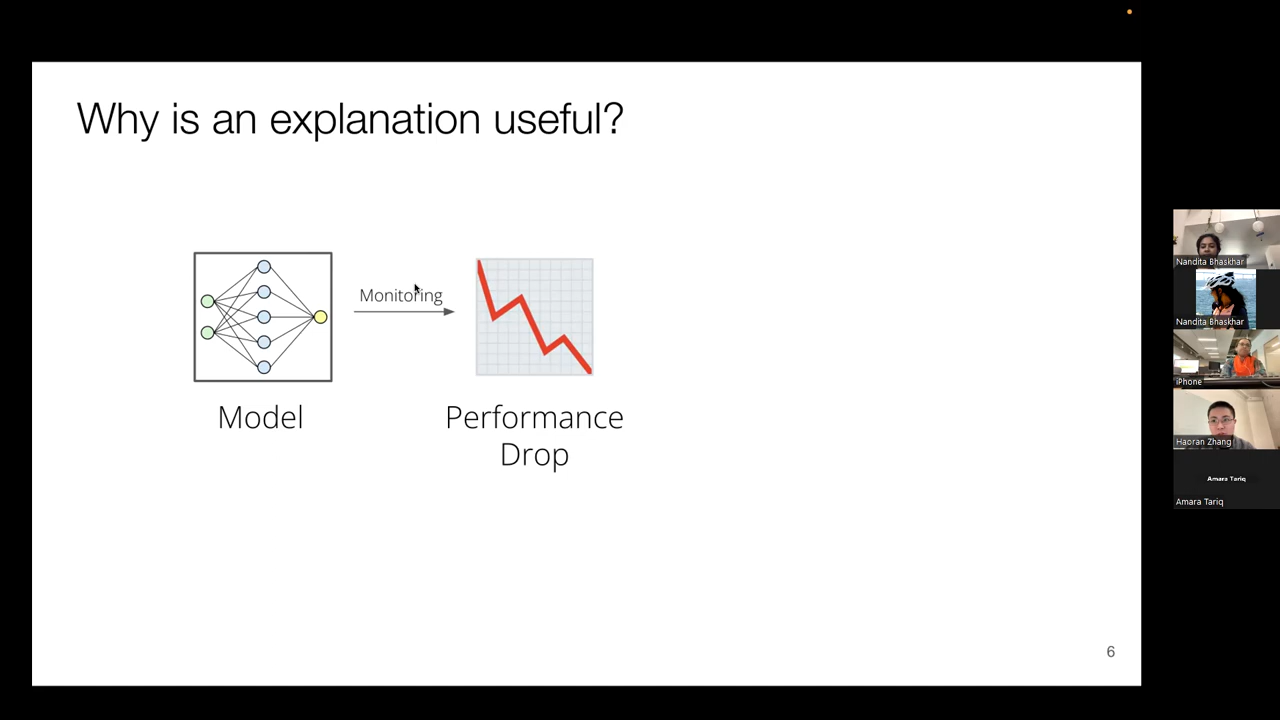 Why is an explanation useful?
Monitoring
Model
Performance
Drop
6
Nandita Bhaskhar
Nandita Bhaskhar
iPhone
Haoran Zhang
Amara Tariq
Amara Tariq